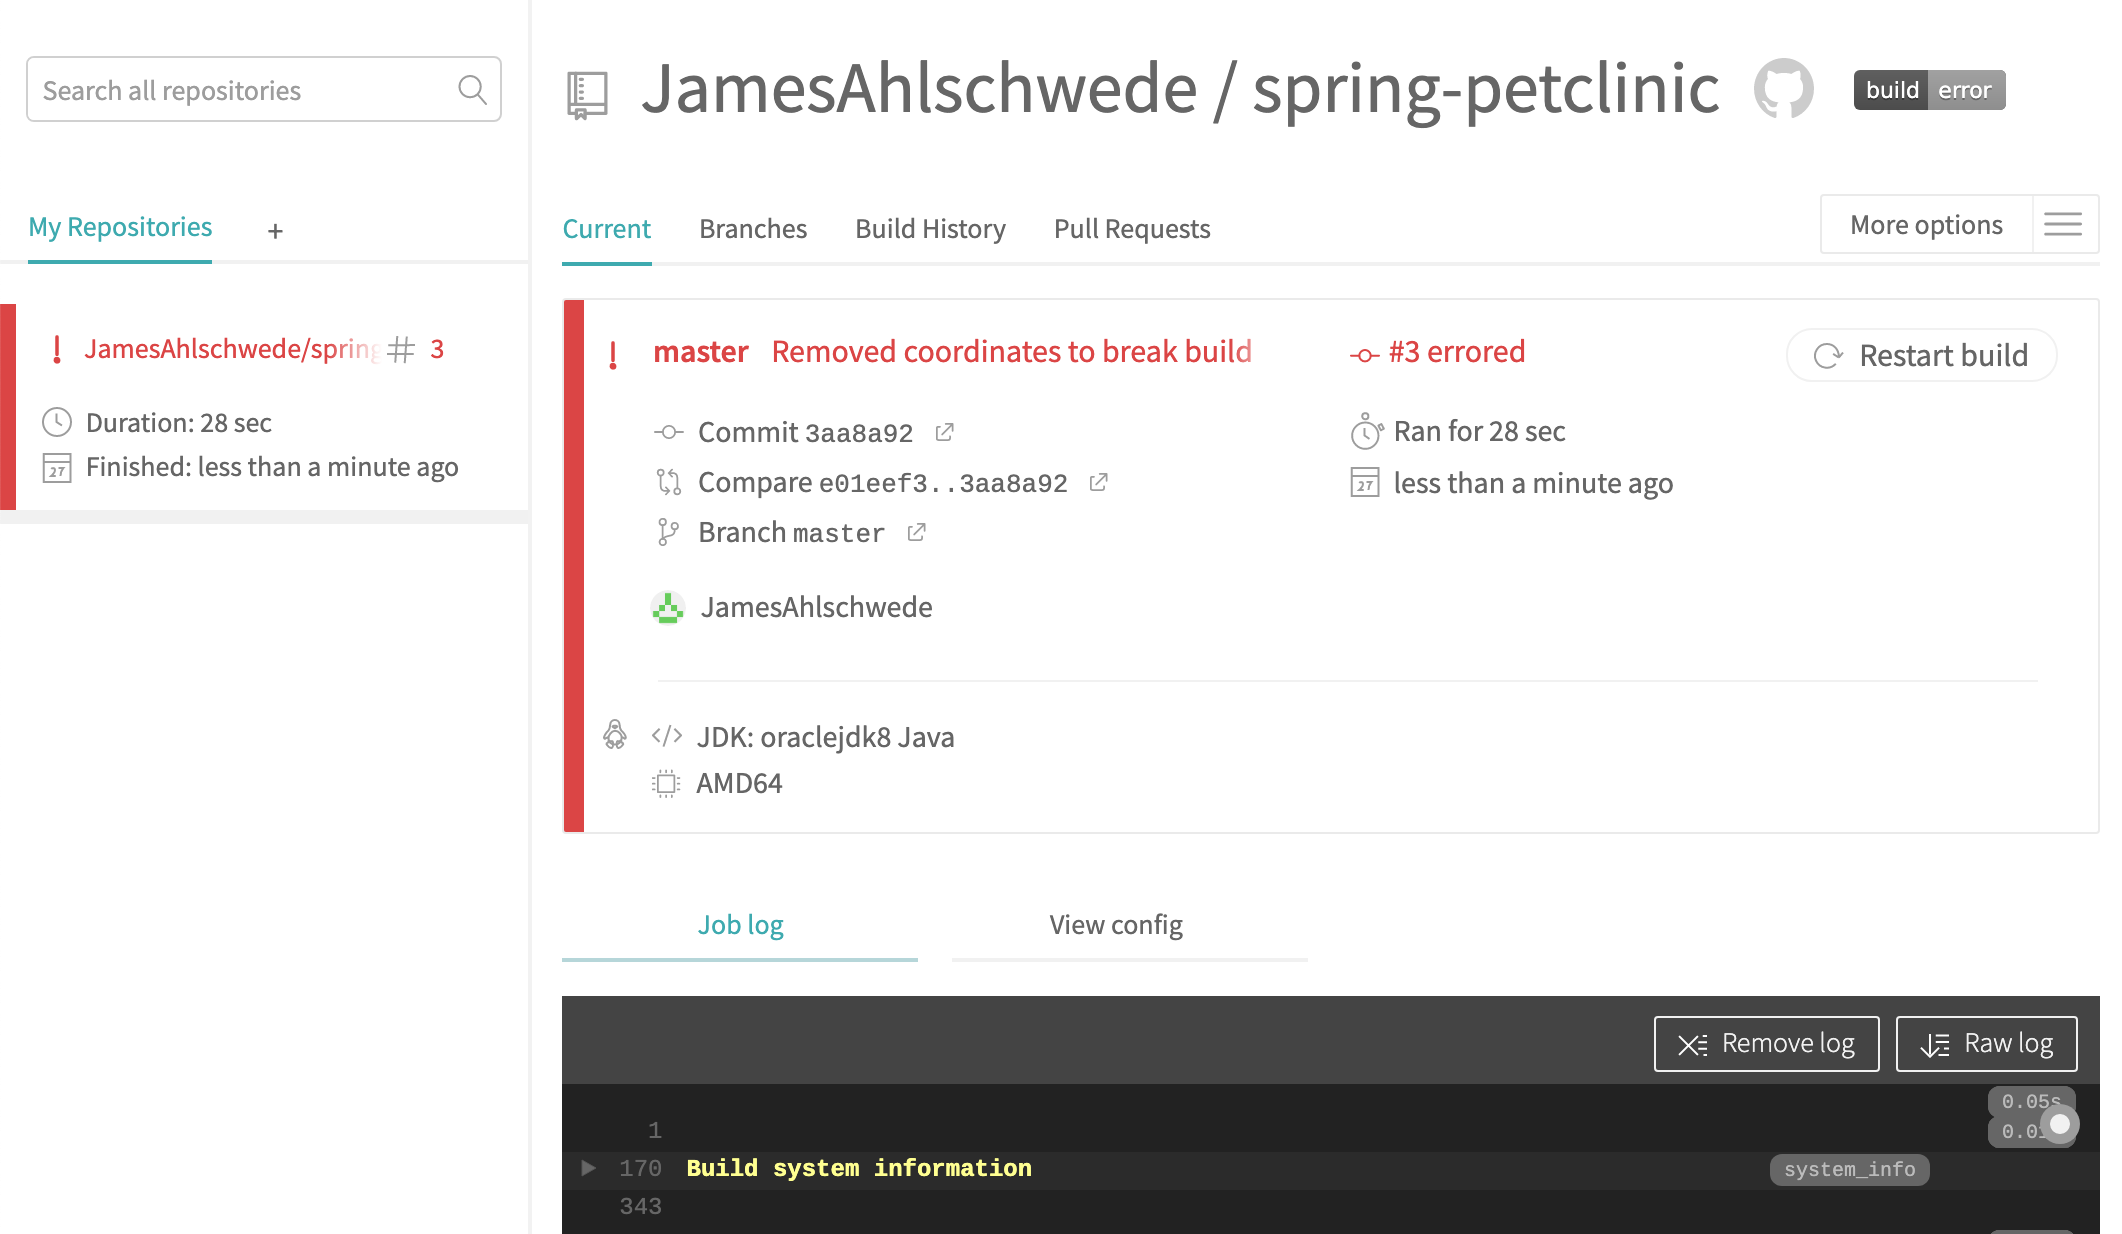 Search all repositories
My Repositories +
JamesAhlschwede/spring # 3
Duration: 28 sec
27 Finished: less than a minute ago
JamesAhlschwede / spring-petclinic build error
Current Branches Build History Pull Requests More options
master Removed coordinates to break build #3 errored Restart build
Commit 3aa8a92 Ran for 28 sec
Compare e01eef3..3aa8a92 27 less than a minute ago
Branch master
JamesAhlschwede
</> JDK: oraclejdk8 Java
AMD64
Job log View config
Remove log Raw log
0.05s
1
170 Build system information system_info
343